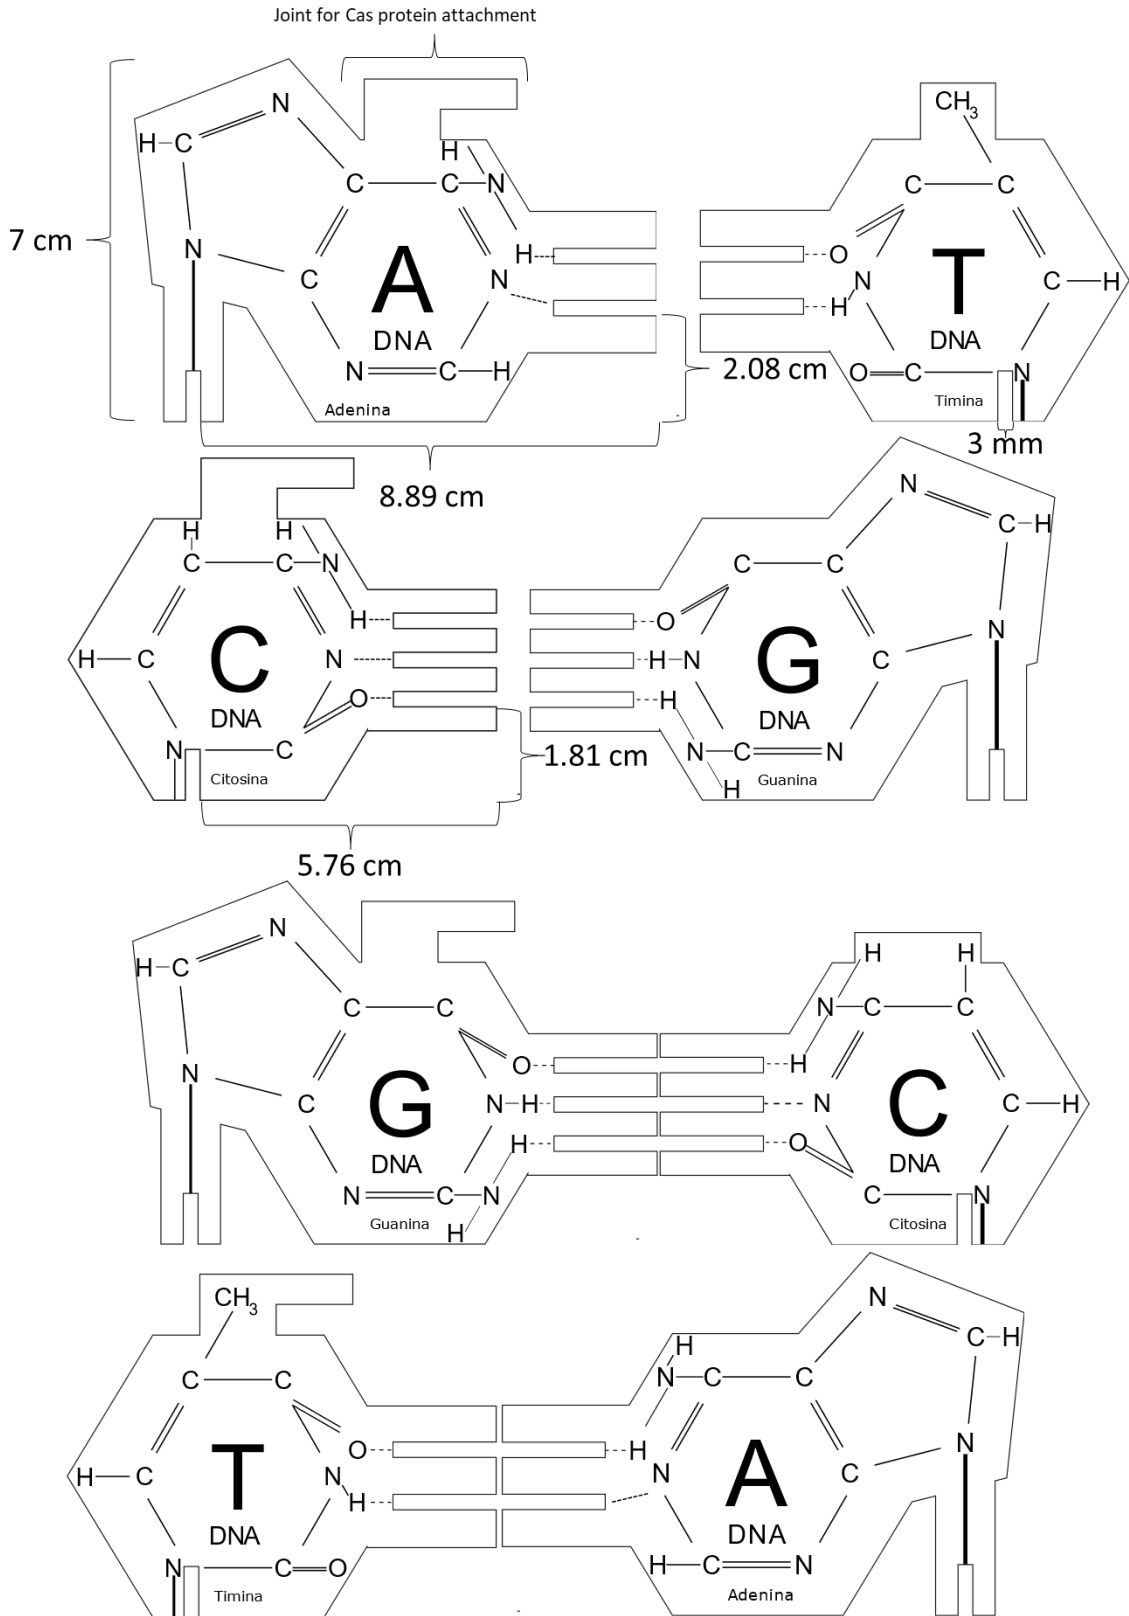 Joint for Cas protein attachment
CH3
N
H C
H
C C N
C C
7 cm
N
H
O
C
N
N
C H
A
T
H
DNA
DNA
N C H
2.08 cm
O C N
Adenina
Timina
3 mm
8.89 cm
N
H H
C H
C C N
C C
H
O
N
H C
N
H N
C
C
G
O
H
DNA
DNA
N C
N C N
1.81 cm
Citosina
Guanina
H
5.76 cm
N
H H
H C
N C C
C C
O
H
N
C
N H
N
C H
G
C
H
O
DNA
DNA
N C N
C N
Guanina
Citosina
H
N
CH3
C H
H
C C
N C C
O
H
N
H C
N
N
C
T
A
H
DNA
DNA
N C O
H C N
Timina
Adenina